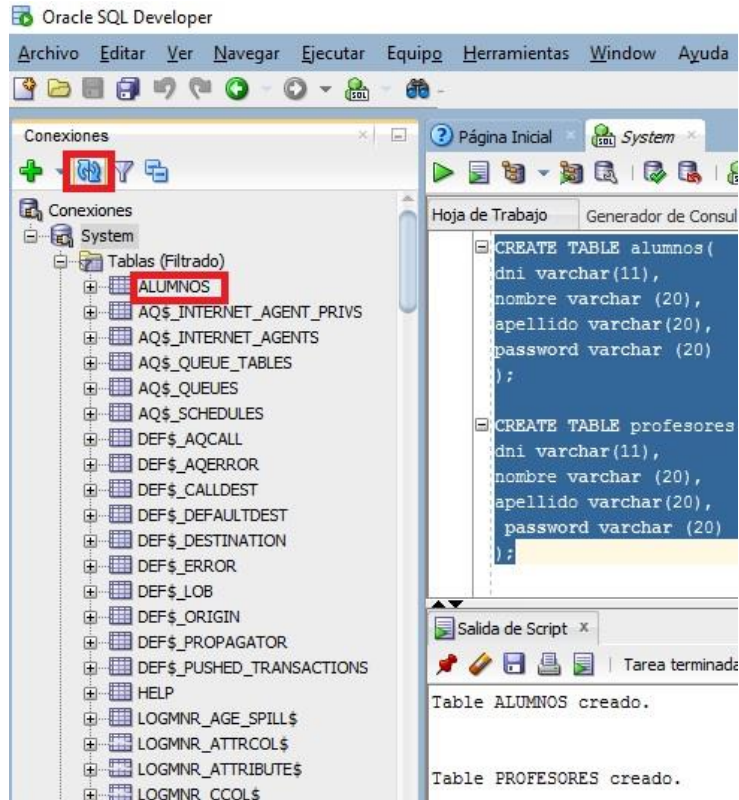 Oracle SQL Developer
Archivo Editar Ver Navegar Ejecutar Equipo Herramientas Window Ayuda
Conexiones
Conexiones
System
Tablas (Filtrado)
ALUMNOS
AQ$_INTERNET_AGENT_PRIVS
AQ$_INTERNET_AGENTS
AQ$_QUEUE_TABLES
AQ$_QUEUES
AQ$_SCHEDULES
DEF$_AQCALL
DEF$_AQERROR
DEF$_CALLDEST
DEF$_DEFAULTDEST
DEF$_DESTINATION
DEF$_ERROR
DEF$_LOB
DEF$_ORIGIN
DEF$_PROPAGATOR
DEF$_PUSHED_TRANSACTIONS
HELP
LOGMNR_AGE_SPILL$
LOGMNR_ATTRCOL$
LOGMNR_ATTRIBUTE$
LOGMNR_CCOL$
Página Inicial System
Hoja de Trabajo Generador de Consul
CREATE TABLE alumnos(
dni varchar(11),
nombre varchar (20),
apellido varchar(20),
password varchar (20)
);
CREATE TABLE profesores
dni varchar(11),
nombre varchar (20),
apellido varchar(20),
password varchar (20)
);
Salida de Script
Tarea terminada
Table ALUMNOS creado.
Table PROFESORES creado.